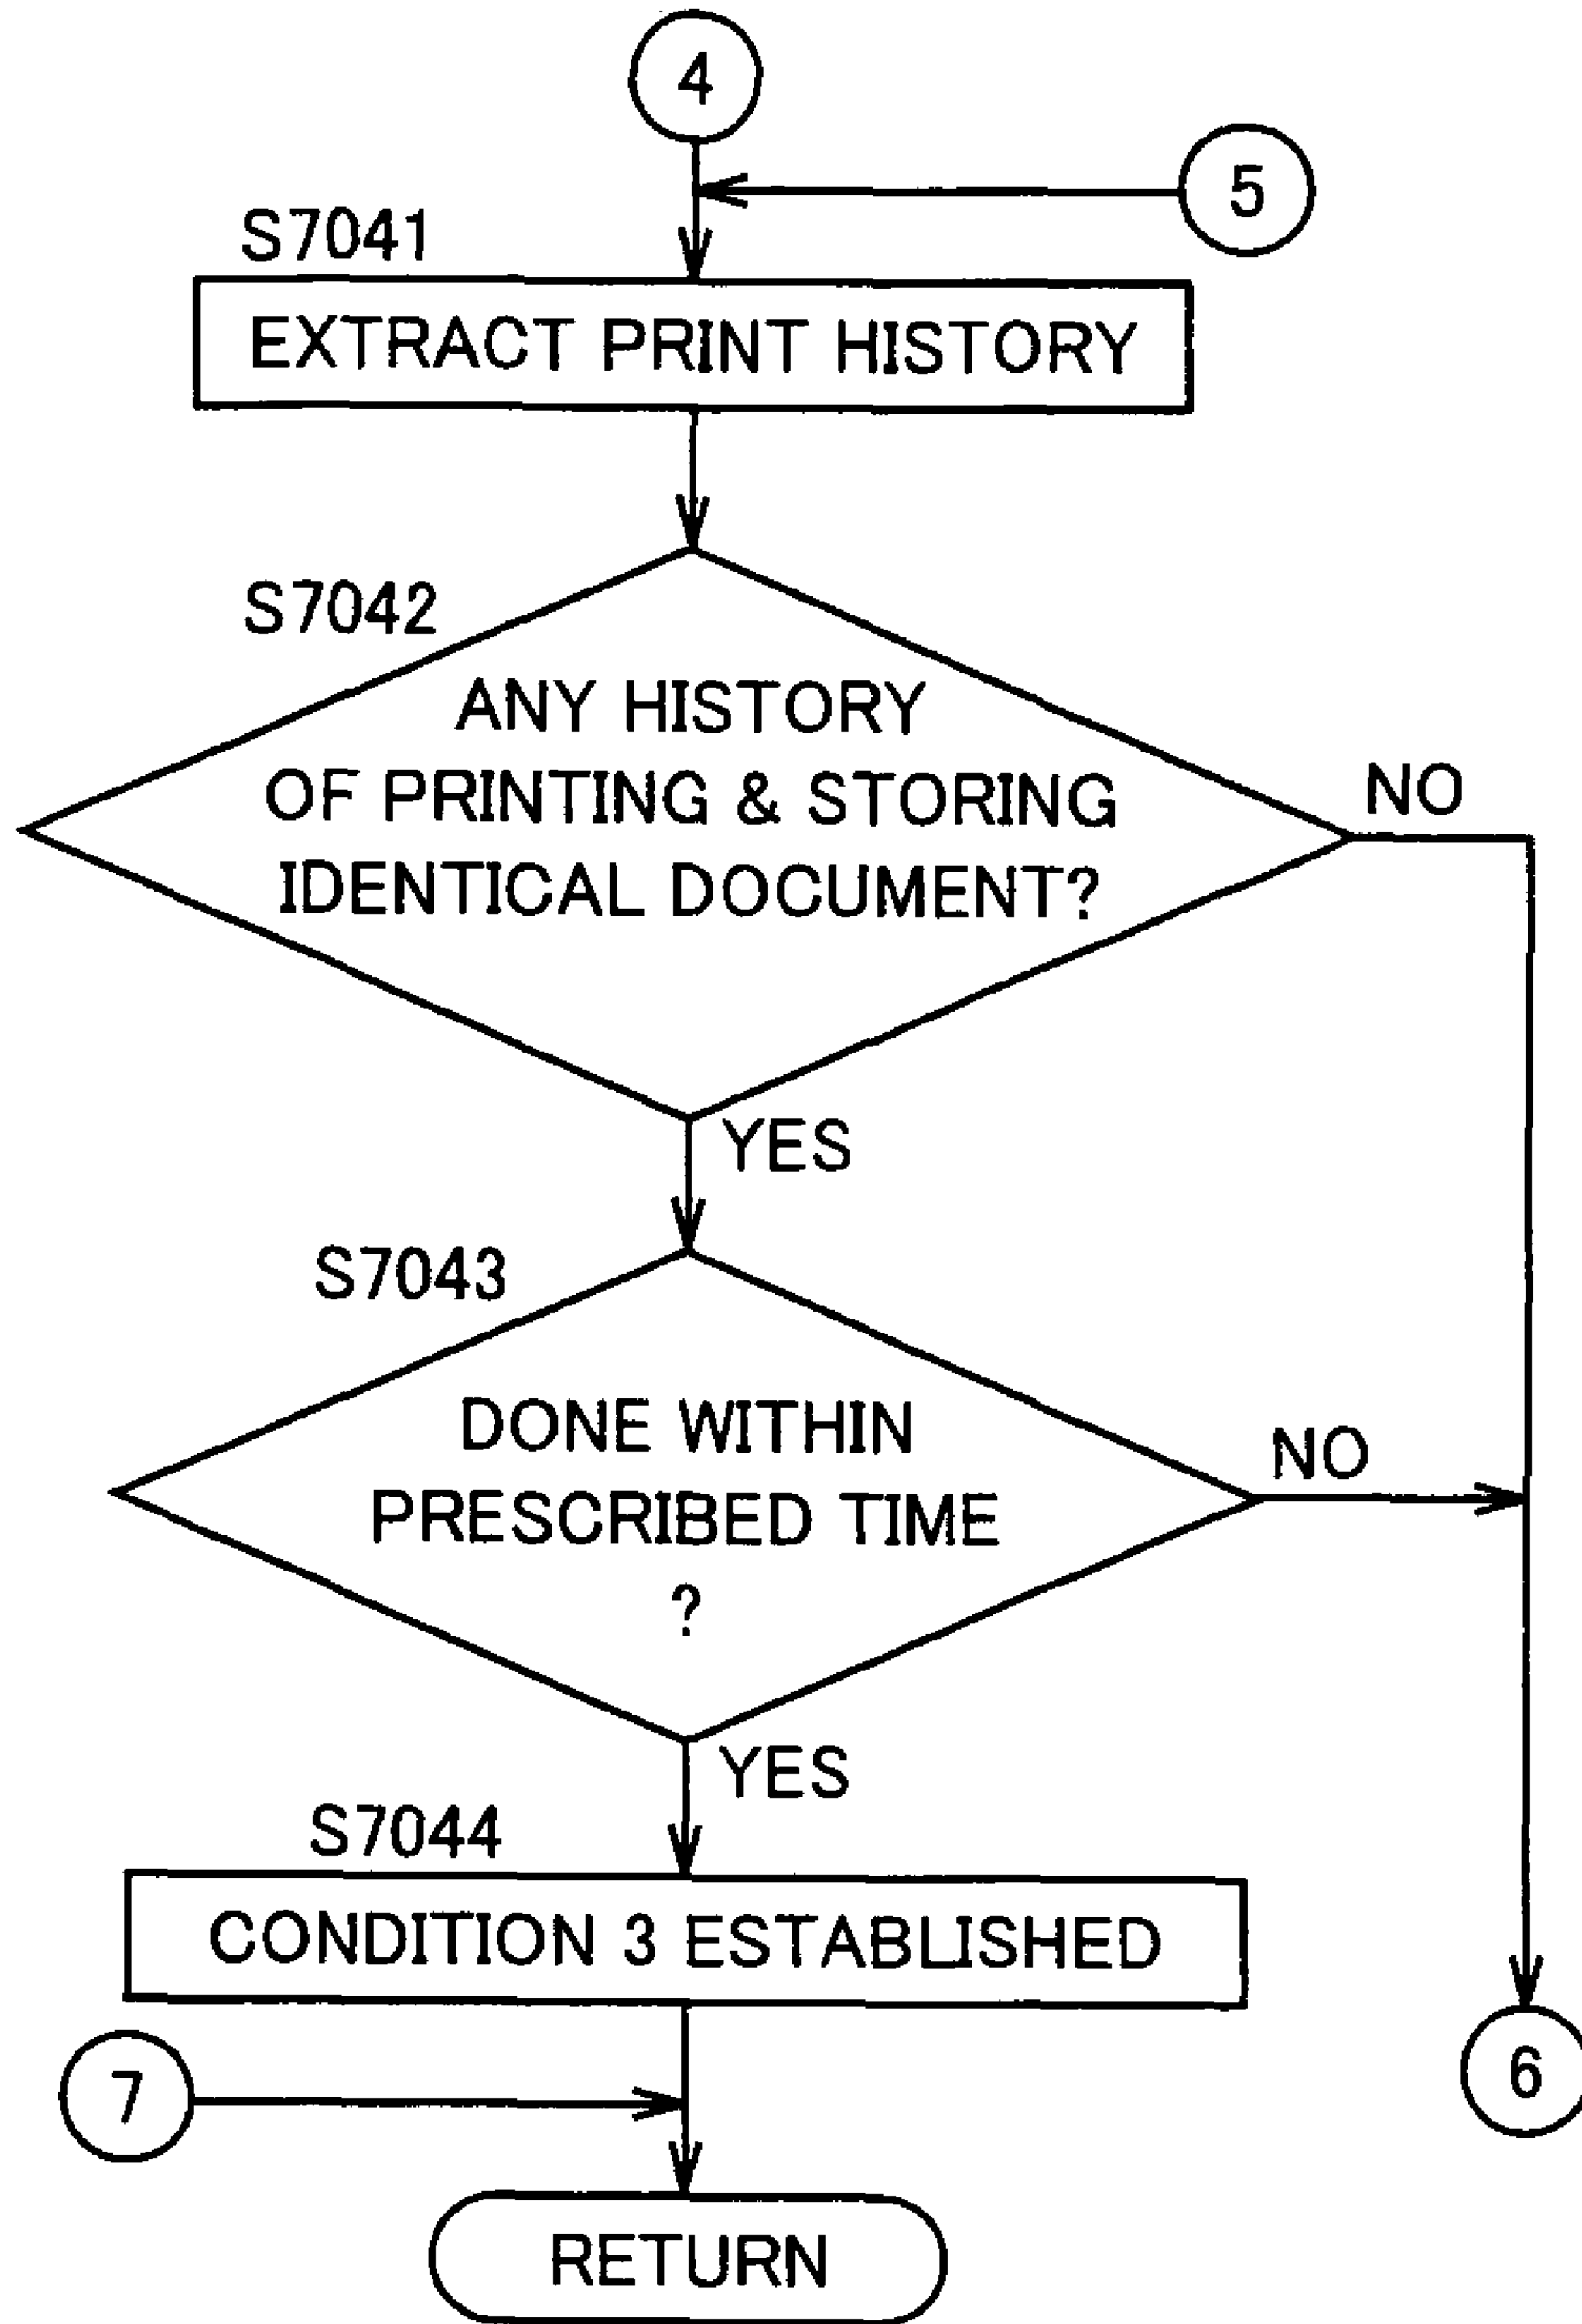 4
5
S7041
EXTRACT PRINT HISTORY
S7042
ANY HISTORY
OF PRINTING & STORING
IDENTICAL DOCUMENT?
NO
YES
S7043
DONE WITHIN
PRESCRIBED TIME
?
NO
YES
S7044
CONDITION 3 ESTABLISHED
7
6
RETURN